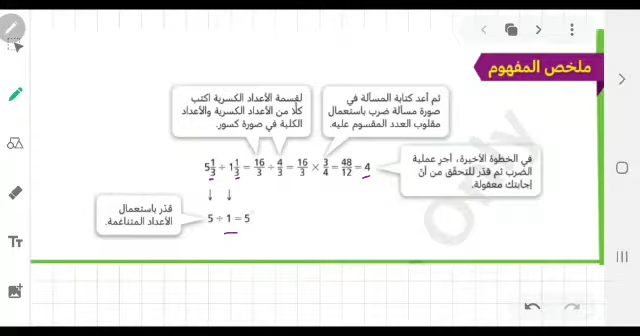 ملخص المفهوم
ثم أعد كتابة المسألة في
صورة مسألة ضرب باستعمال
مقلوب العدد المقسوم عليه.
لقسمة الأعداد الكسرية اكتب
كلًا من الأعداد الكسرية والأعداد
الكلية في صورة كسور.
5 1/3 ÷ 1 1/3 = 16/3 ÷ 4/3 = 16/3 × 3/4 = 48/12 = 4
في الخطوة الأخيرة، أجرِ عملية
الضرب ثم قدّر للتحقق من أنّ
إجابتك معقولة.
قدّر باستعمال
الأعداد المتناغمة.
5 ÷ 1 = 5
only
Tт